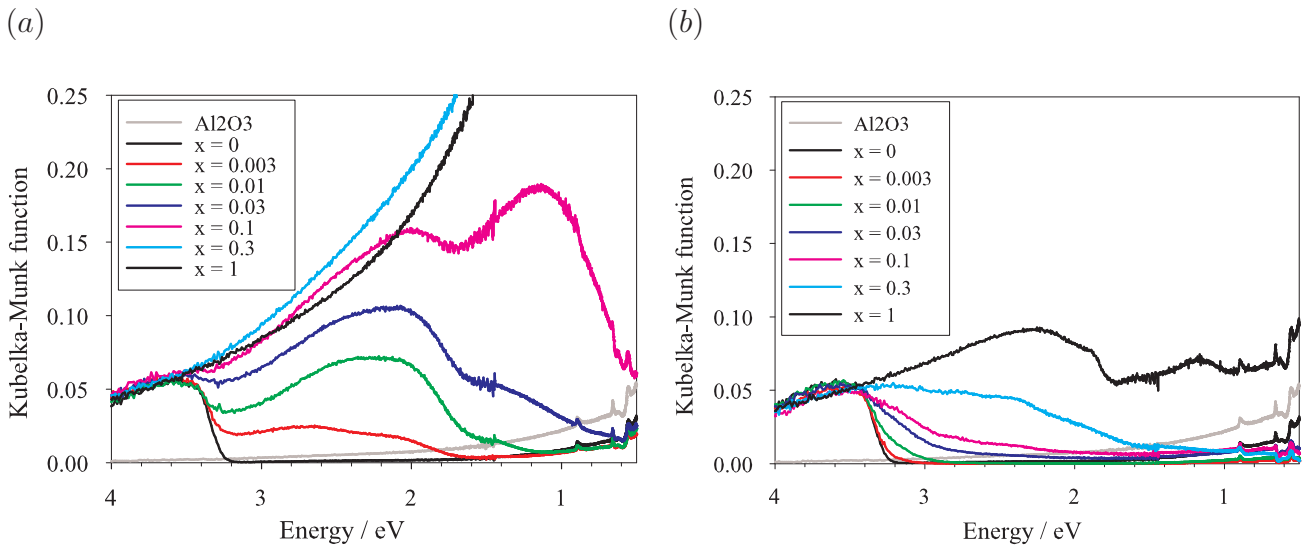 (a)
(b)
Kubelka-Munk function
0.25
0.20
0.15
0.10
0.05
0.00
Al2O3
x = 0
x = 0.003
x = 0.01
x = 0.03
x = 0.1
x = 0.3
x = 1
4
3
2
1
Energy / eV
Kubelka-Munk function
0.25
0.20
0.15
0.10
0.05
0.00
Al2O3
x = 0
x = 0.003
x = 0.01
x = 0.03
x = 0.1
x = 0.3
x = 1
4
3
2
1
Energy / eV